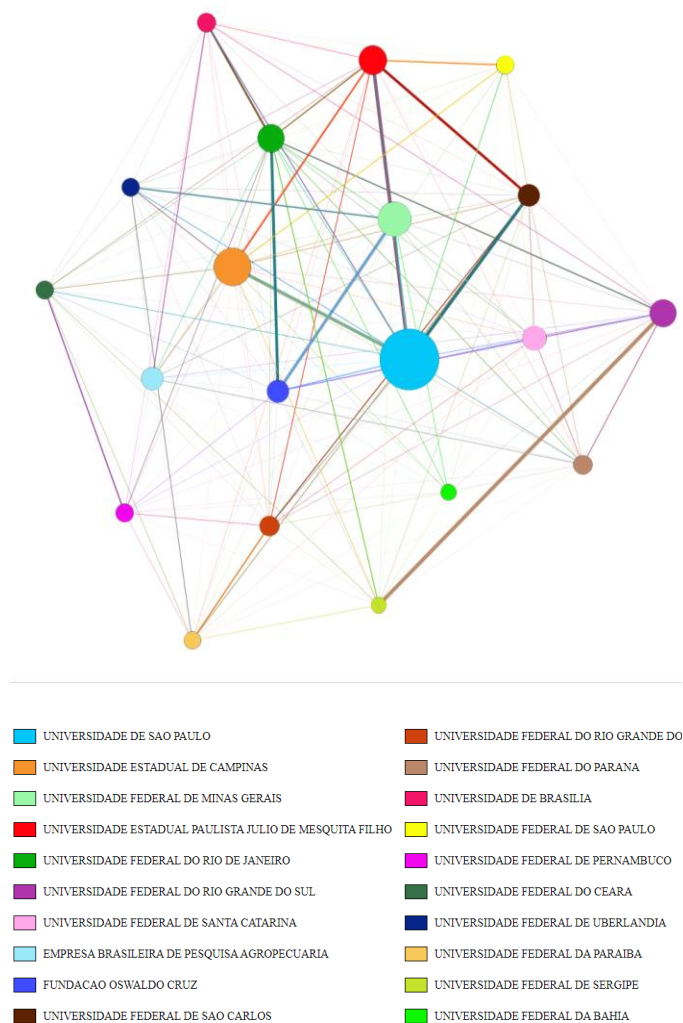 UNIVERSIDADE DE SAO PAULO
UNIVERSIDADE ESTADUAL DE CAMPINAS
UNIVERSIDADE FEDERAL DE MINAS GERAIS
UNIVERSIDADE ESTADUAL PAULISTA JULIO DE MESQUITA FILHO
UNIVERSIDADE FEDERAL DO RIO DE JANEIRO
UNIVERSIDADE FEDERAL DO RIO GRANDE DO SUL
UNIVERSIDADE FEDERAL DE SANTA CATARINA
EMPRESA BRASILEIRA DE PESQUISA AGROPECUARIA
FUNDACAO OSWALDO CRUZ
UNIVERSIDADE FEDERAL DE SAO CARLOS
UNIVERSIDADE FEDERAL DO RIO GRANDE DO
UNIVERSIDADE FEDERAL DO PARANA
UNIVERSIDADE DE BRASILIA
UNIVERSIDADE FEDERAL DE SAO PAULO
UNIVERSIDADE FEDERAL DE PERNAMBUCO
UNIVERSIDADE FEDERAL DO CEARA
UNIVERSIDADE FEDERAL DE UBERLANDIA
UNIVERSIDADE FEDERAL DA PARAIBA
UNIVERSIDADE FEDERAL DE SERGIPE
UNIVERSIDADE FEDERAL DA BAHIA